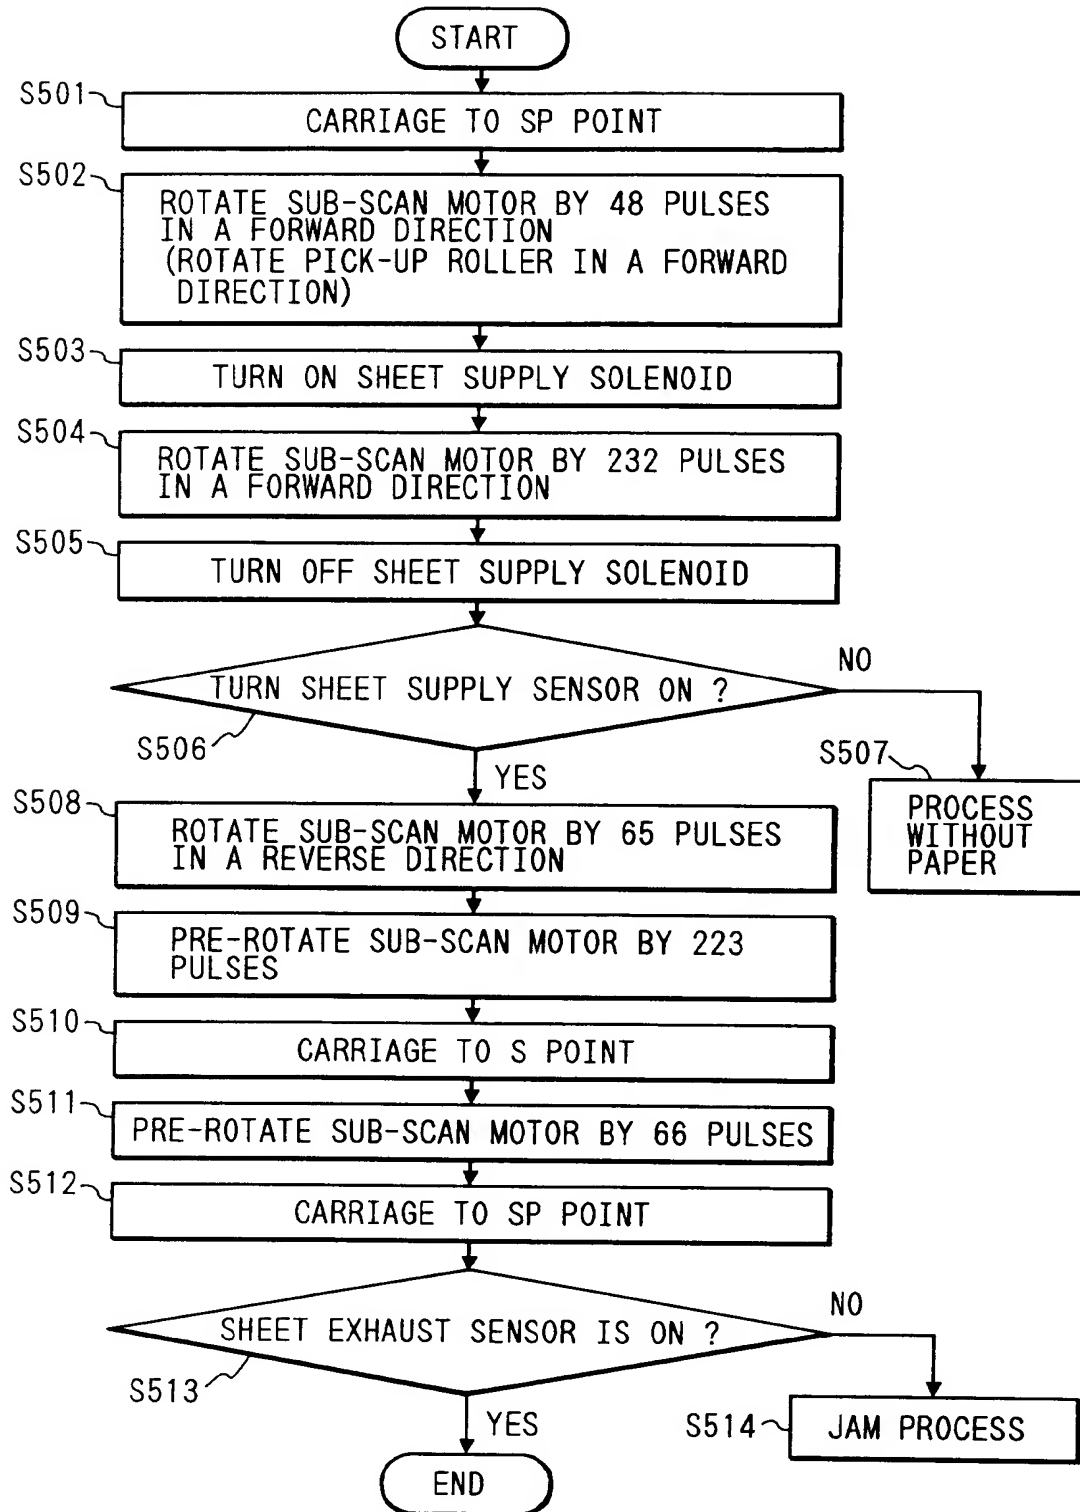 START
S501
CARRIAGE TO SP POINT
S502
ROTATE SUB-SCAN MOTOR BY 48 PULSES
IN A FORWARD DIRECTION
(ROTATE PICK-UP ROLLER IN A FORWARD
DIRECTION)
S503
TURN ON SHEET SUPPLY SOLENOID
S504
ROTATE SUB-SCAN MOTOR BY 232 PULSES
IN A FORWARD DIRECTION
S505
TURN OFF SHEET SUPPLY SOLENOID
TURN SHEET SUPPLY SENSOR ON ?
NO
S506
YES
S507
PROCESS
WITHOUT
PAPER
S508
ROTATE SUB-SCAN MOTOR BY 65 PULSES
IN A REVERSE DIRECTION
S509
PRE-ROTATE SUB-SCAN MOTOR BY 223
PULSES
S510
CARRIAGE TO S POINT
S511
PRE-ROTATE SUB-SCAN MOTOR BY 66 PULSES
S512
CARRIAGE TO SP POINT
SHEET EXHAUST SENSOR IS ON ?
NO
S513
YES
S514
JAM PROCESS
END